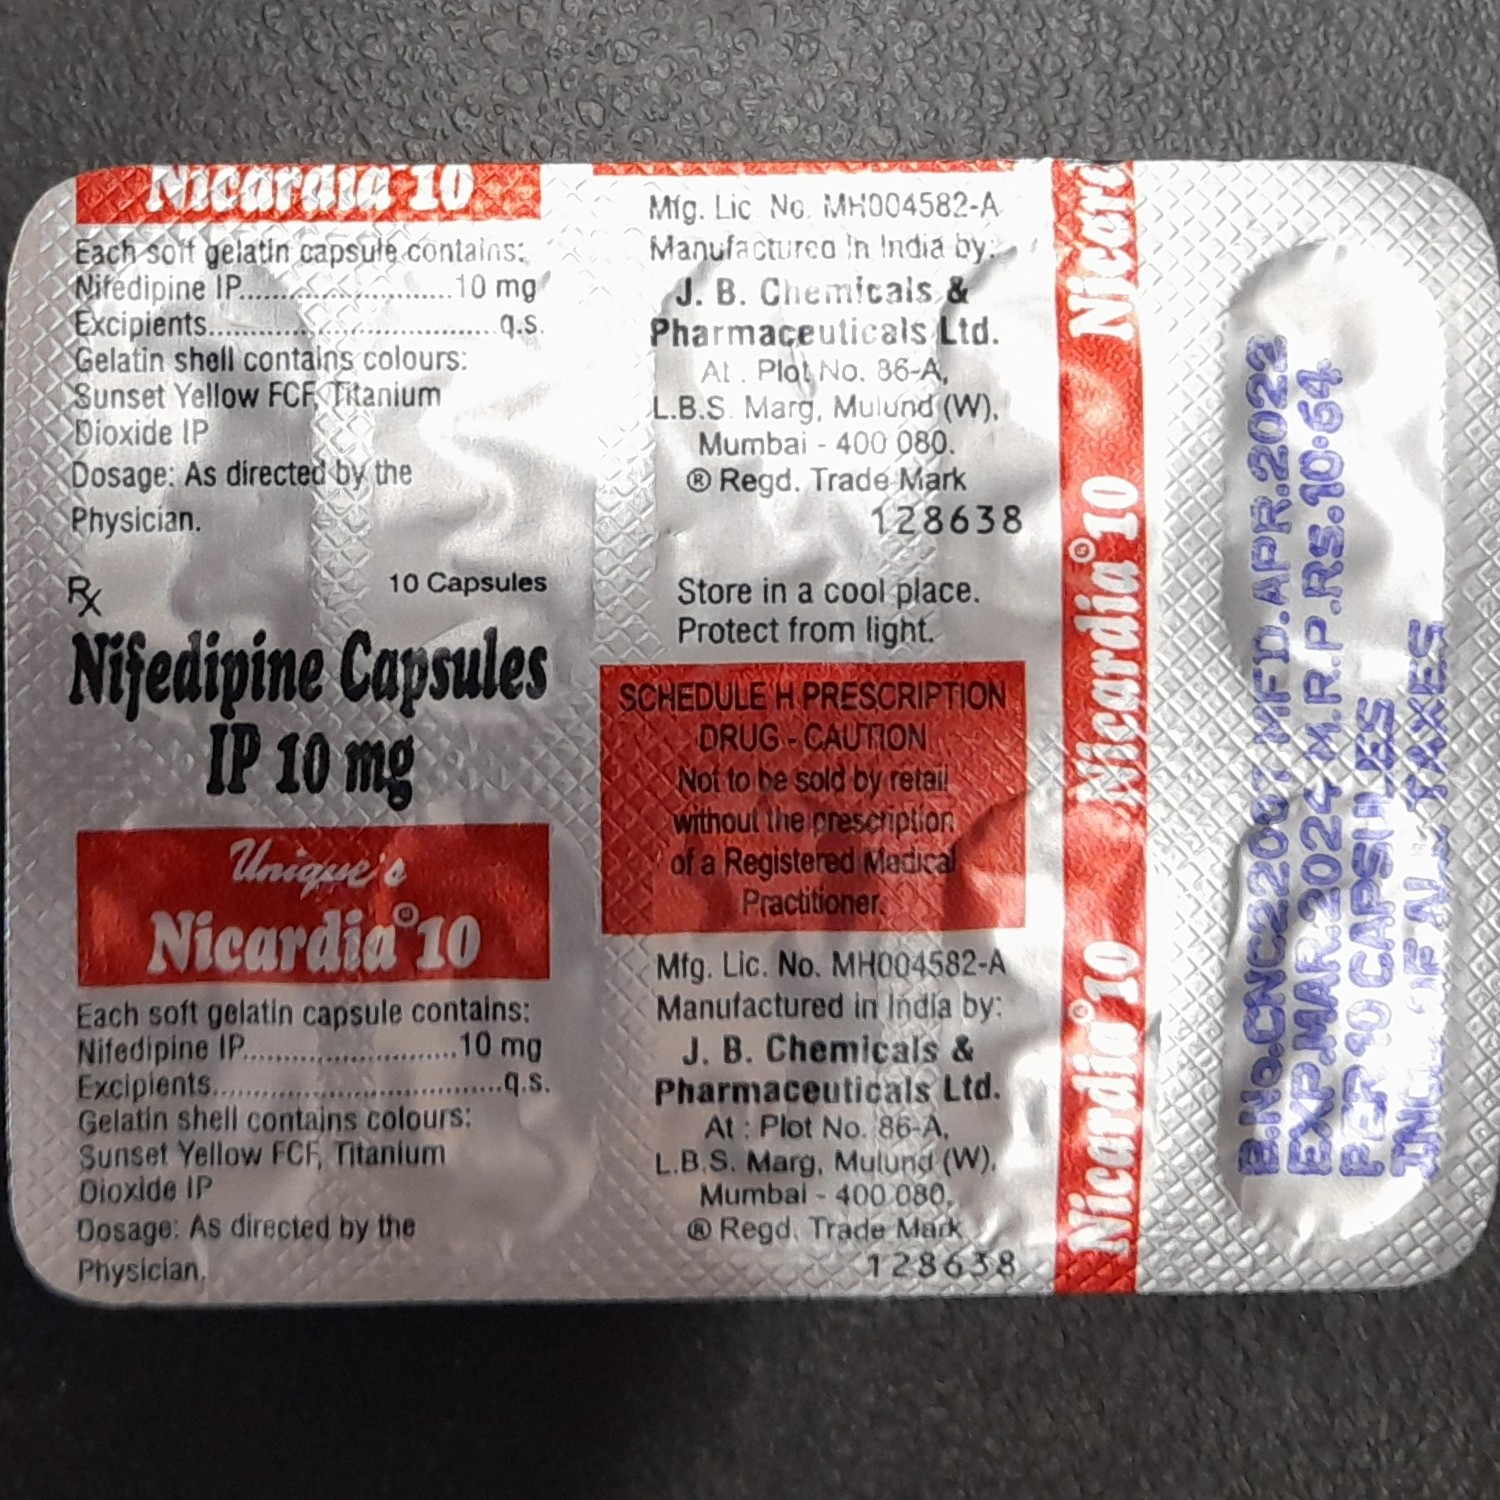 Nicardia 10
Each soft gelatin capsule contains:
Nifedipine IP..............................10 mg
Excipients....................................q.s.
Gelatin shell contains colours:
Sunset Yellow FCF, Titanium
Dioxide IP
Dosage: As directed by the
Physician.
Rx
10 Capsules
Nifedipine Capsules
IP 10 mg
Unique's
Nicardia® 10
Each soft gelatin capsule contains:
Nifedipine IP..............................10 mg
Excipients....................................q.s.
Gelatin shell contains colours:
Sunset Yellow FCF, Titanium
Dioxide IP
Dosage: As directed by the
Physician.
Mfg. Lic. No. MH004582-A
Manufactured in India by:
J. B. Chemicals &
Pharmaceuticals Ltd.
At : Plot No. 86-A,
L.B.S. Marg, Mulund (W),
Mumbai - 400 080.
® Regd. Trade Mark
128638
Store in a cool place.
Protect from light.
SCHEDULE H PRESCRIPTION
DRUG - CAUTION
Not to be sold by retail
without the prescription
of a Registered Medical
Practitioner.
Mfg. Lic. No. MH004582-A
Manufactured in India by:
J. B. Chemicals &
Pharmaceuticals Ltd.
At : Plot No. 86-A,
L.B.S. Marg, Mulund (W),
Mumbai - 400 080.
® Regd. Trade Mark
128638
Nicardia® 10 Nicardia® 10 Nicard
B.No.CNC22007 MFD.APR.2022
EXP.MAR.2024 M.R.P.RS.10.64
PER 10 CAPSULES
INCL. OF ALL TAXES